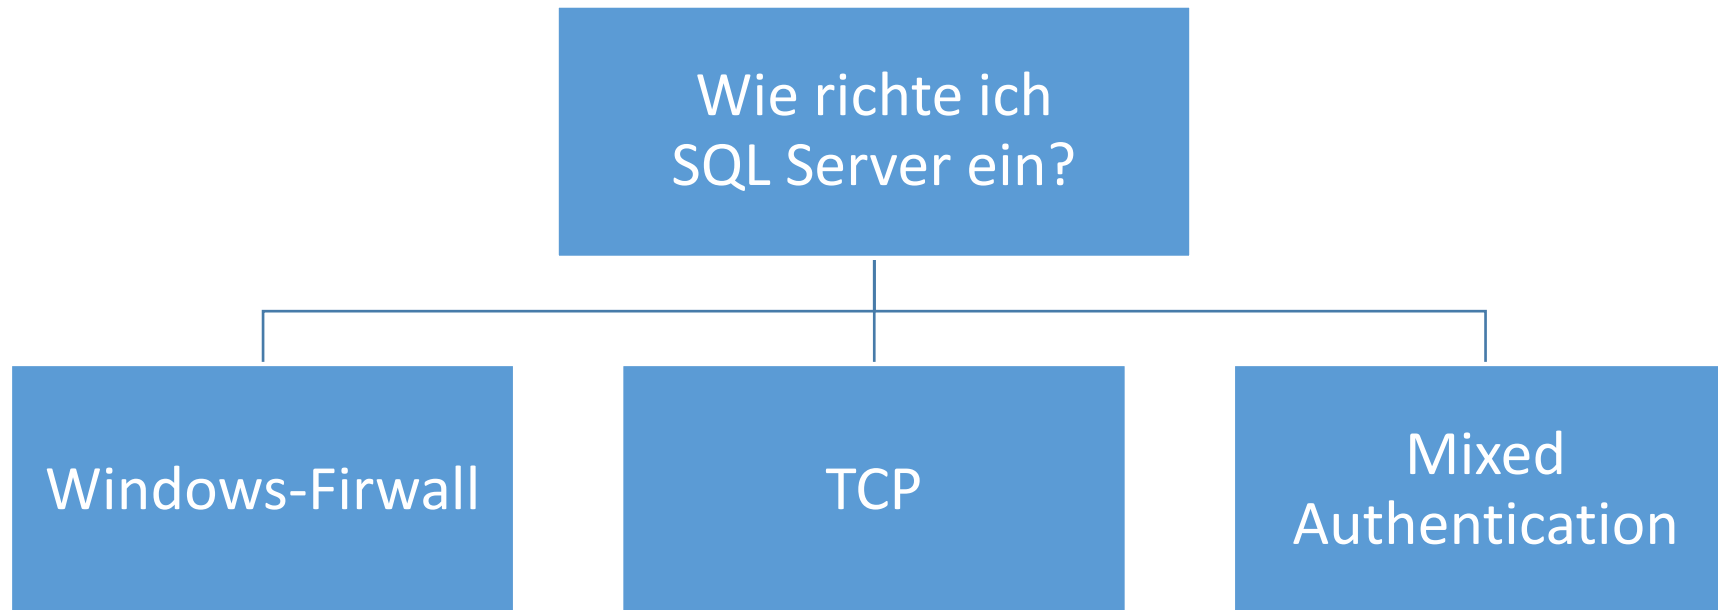 Wie richte ich
SQL Server ein?
Windows-Firwall
TCP
Mixed
Authentication